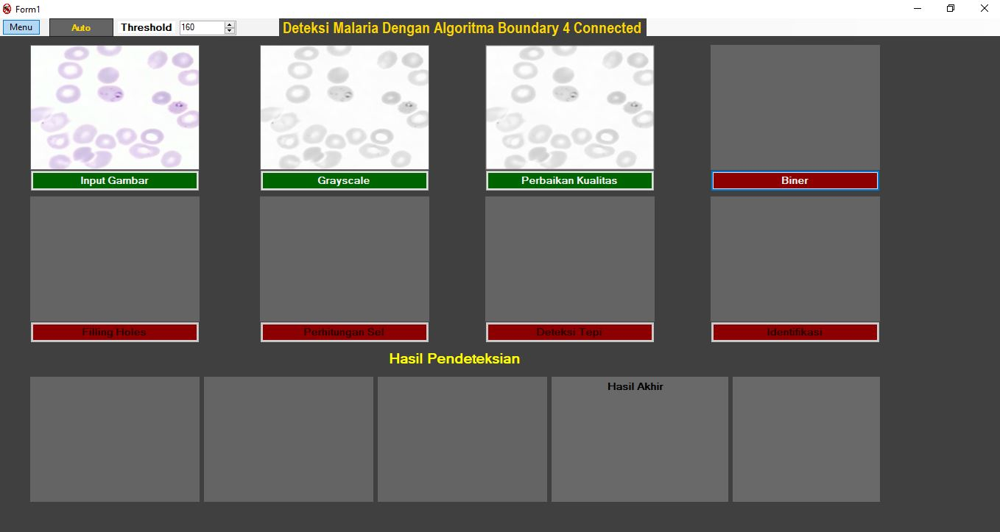 Form1
Menu
Auto
Threshold
160
Deteksi Malaria Dengan Algoritma Boundary 4 Connected
Input Gambar
Grayscale
Perbaikan Kualitas
Biner
Filling Holes
Perhitungan Sel
Deteksi Tepi
Identifikasi
Hasil Pendeteksian
Hasil Akhir